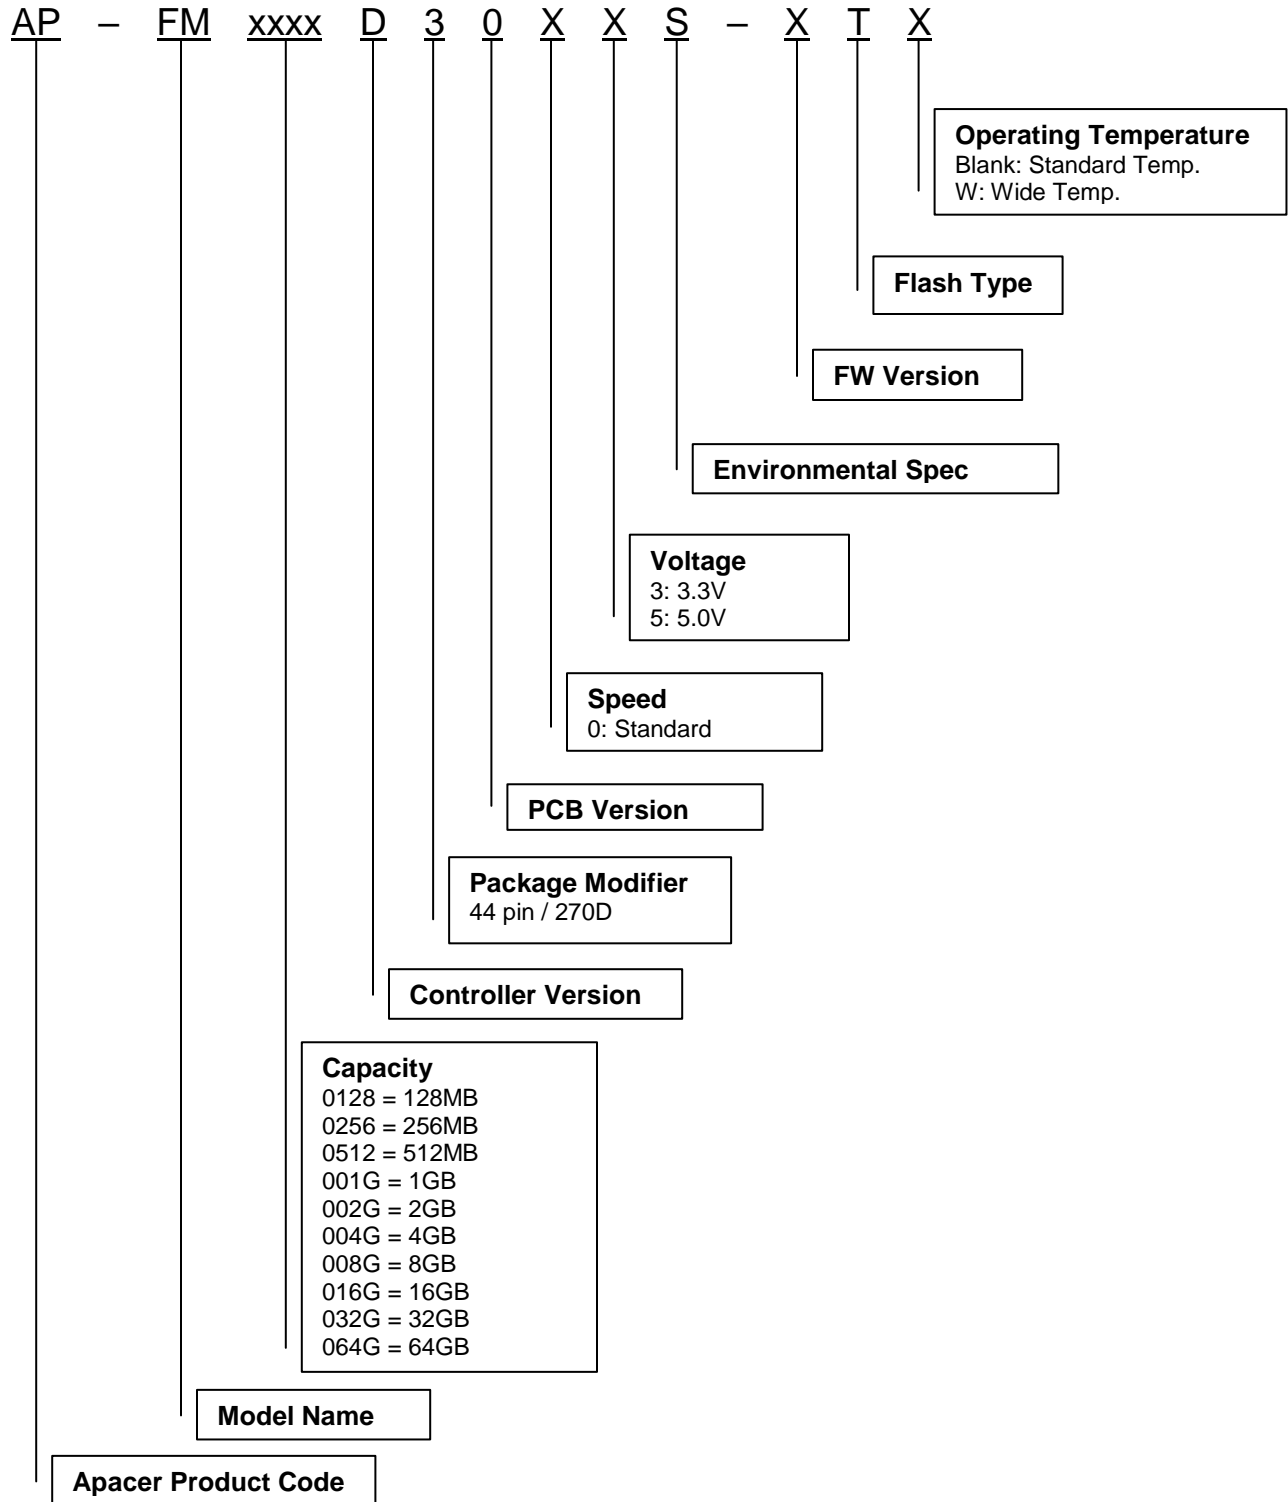 AP – FM xxxx D 3 0 X X S – X T X
Operating Temperature
Blank: Standard Temp.
W: Wide Temp.
Flash Type
FW Version
Environmental Spec
Voltage
3: 3.3V
5: 5.0V
Speed
0: Standard
PCB Version
Package Modifier
44 pin / 270D
Controller Version
Capacity
0128 = 128MB
0256 = 256MB
0512 = 512MB
001G = 1GB
002G = 2GB
004G = 4GB
008G = 8GB
016G = 16GB
032G = 32GB
064G = 64GB
Model Name
Apacer Product Code